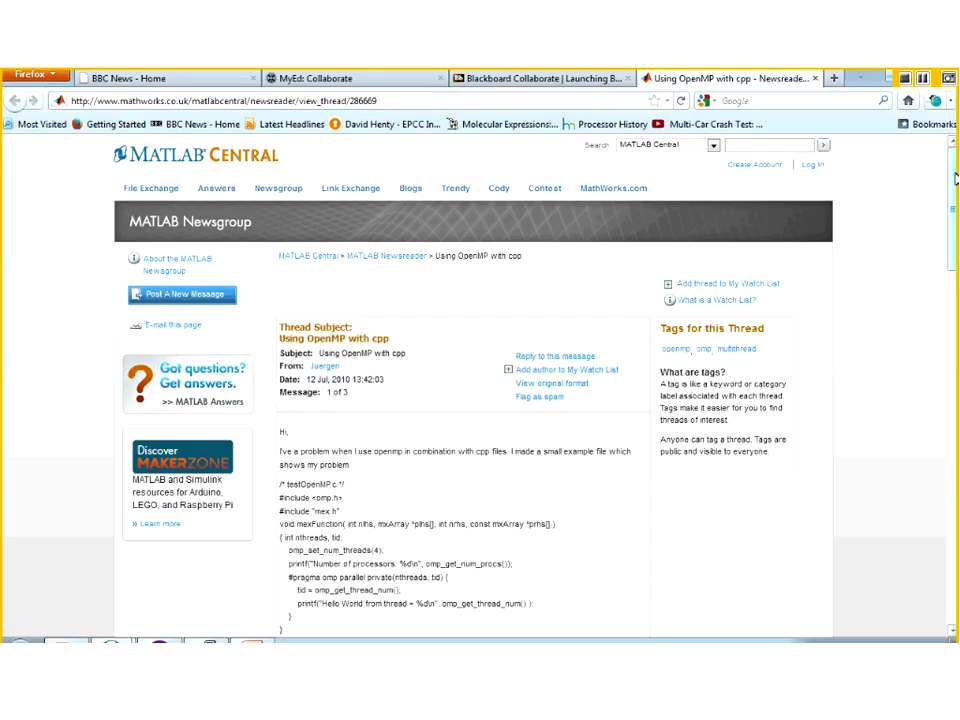 Firefox
BBC News - Home
MyEd: Collaborate
Blackboard Collaborate | Launching B...
Using OpenMP with cpp - Newsreade...
http://www.mathworks.co.uk/matlabcentral/newsreader/view_thread/286669
Google
Most Visited Getting Started BBC News - Home Latest Headlines David Henty - EPCC In... Molecular Expressions:... Processor History Multi-Car Crash Test: ... Bookmarks
MATLAB CENTRAL
Search MATLAB Central
Create Account | Log In
File Exchange Answers Newsgroup Link Exchange Blogs Trendy Cody Contest MathWorks.com
MATLAB Newsgroup
About the MATLAB
Newsgroup
Post A New Message
E-mail this page
Got questions?
Get answers.
>> MATLAB Answers
Discover
MAKERZONE
MATLAB and Simulink
resources for Arduino,
LEGO, and Raspberry Pi
» Learn more
MATLAB Central > MATLAB Newsreader > Using OpenMP with cpp
Add thread to My Watch List
What is a Watch List?
Thread Subject:
Using OpenMP with cpp
Subject: Using OpenMP with cpp
From: Juergen
Date: 12 Jul, 2010 13:42:03
Message: 1 of 3
Reply to this message
Add author to My Watch List
View original format
Flag as spam
Hi,
I've a problem when I use openmp in combination with cpp files. I made a small example file which
shows my problem
/* testOpenMP.c */
#include <omp.h>
#include "mex.h"
void mexFunction( int nlhs, mxArray *plhs[], int nrhs, const mxArray *prhs[] )
{ int nthreads, tid;
omp_set_num_threads(4);
printf("Number of processors: %d\n", omp_get_num_procs());
#pragma omp parallel private(nthreads, tid) {
tid = omp_get_thread_num();
printf("Hello World from thread = %d\n", omp_get_thread_num() );
}
}
Tags for this Thread
openmp, omp, multithread
What are tags?
A tag is like a keyword or category
label associated with each thread.
Tags make it easier for you to find
threads of interest.
Anyone can tag a thread. Tags are
public and visible to everyone.